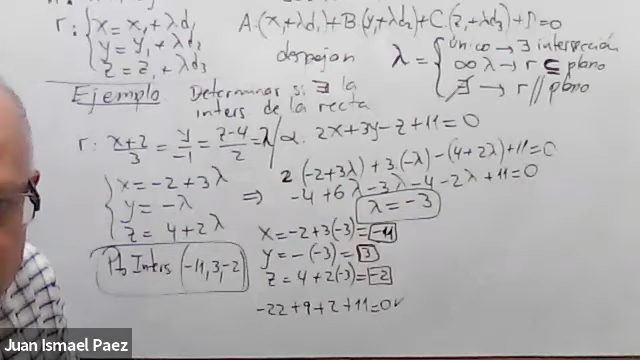 r: { x = x₁ + λd₁   A.(x₁+λd₁)+B(y₁+λd₂)+C(z₁+λd₃)+D=0
y = y₁ + λd₂
z = z₁ + λd₃   despejan   λ = { único → ∃ intersección
∞ λ → r ⊆ plano
∄ → r // plano
Ejemplo   Determinar si ∃ la
inters de la recta
r: x+2/3 = y/-1 = z-4/2 = λ / α: 2x+3y-z+11=0
{ x = -2+3λ   ⇒   2(-2+3λ)+3(-λ)-(4+2λ)+11=0
y = -λ   -4+6λ-3λ-4-2λ+11=0
z = 4+2λ   λ = -3
x = -2+3(-3) = -11
Pto Inters (-11,3,-2)   y = -(-3) = 3
z = 4+2(-3) = -2
-22+9+2+11=0✓
Juan Ismael Paez